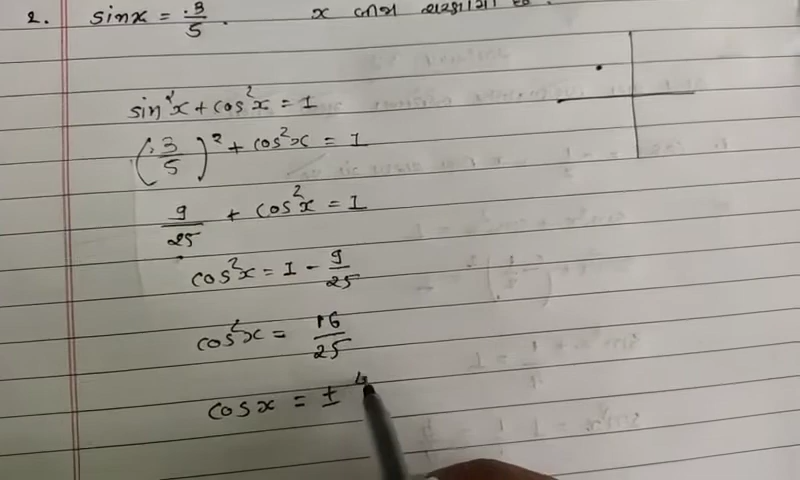 2. sinx = 3/5. x
sin²x + cos²x = 1
(3/5)² + cos²x = 1
9/25 + cos²x = 1
cos²x = 1 - 9/25
cos²x = 16/25
cosx = ± 4